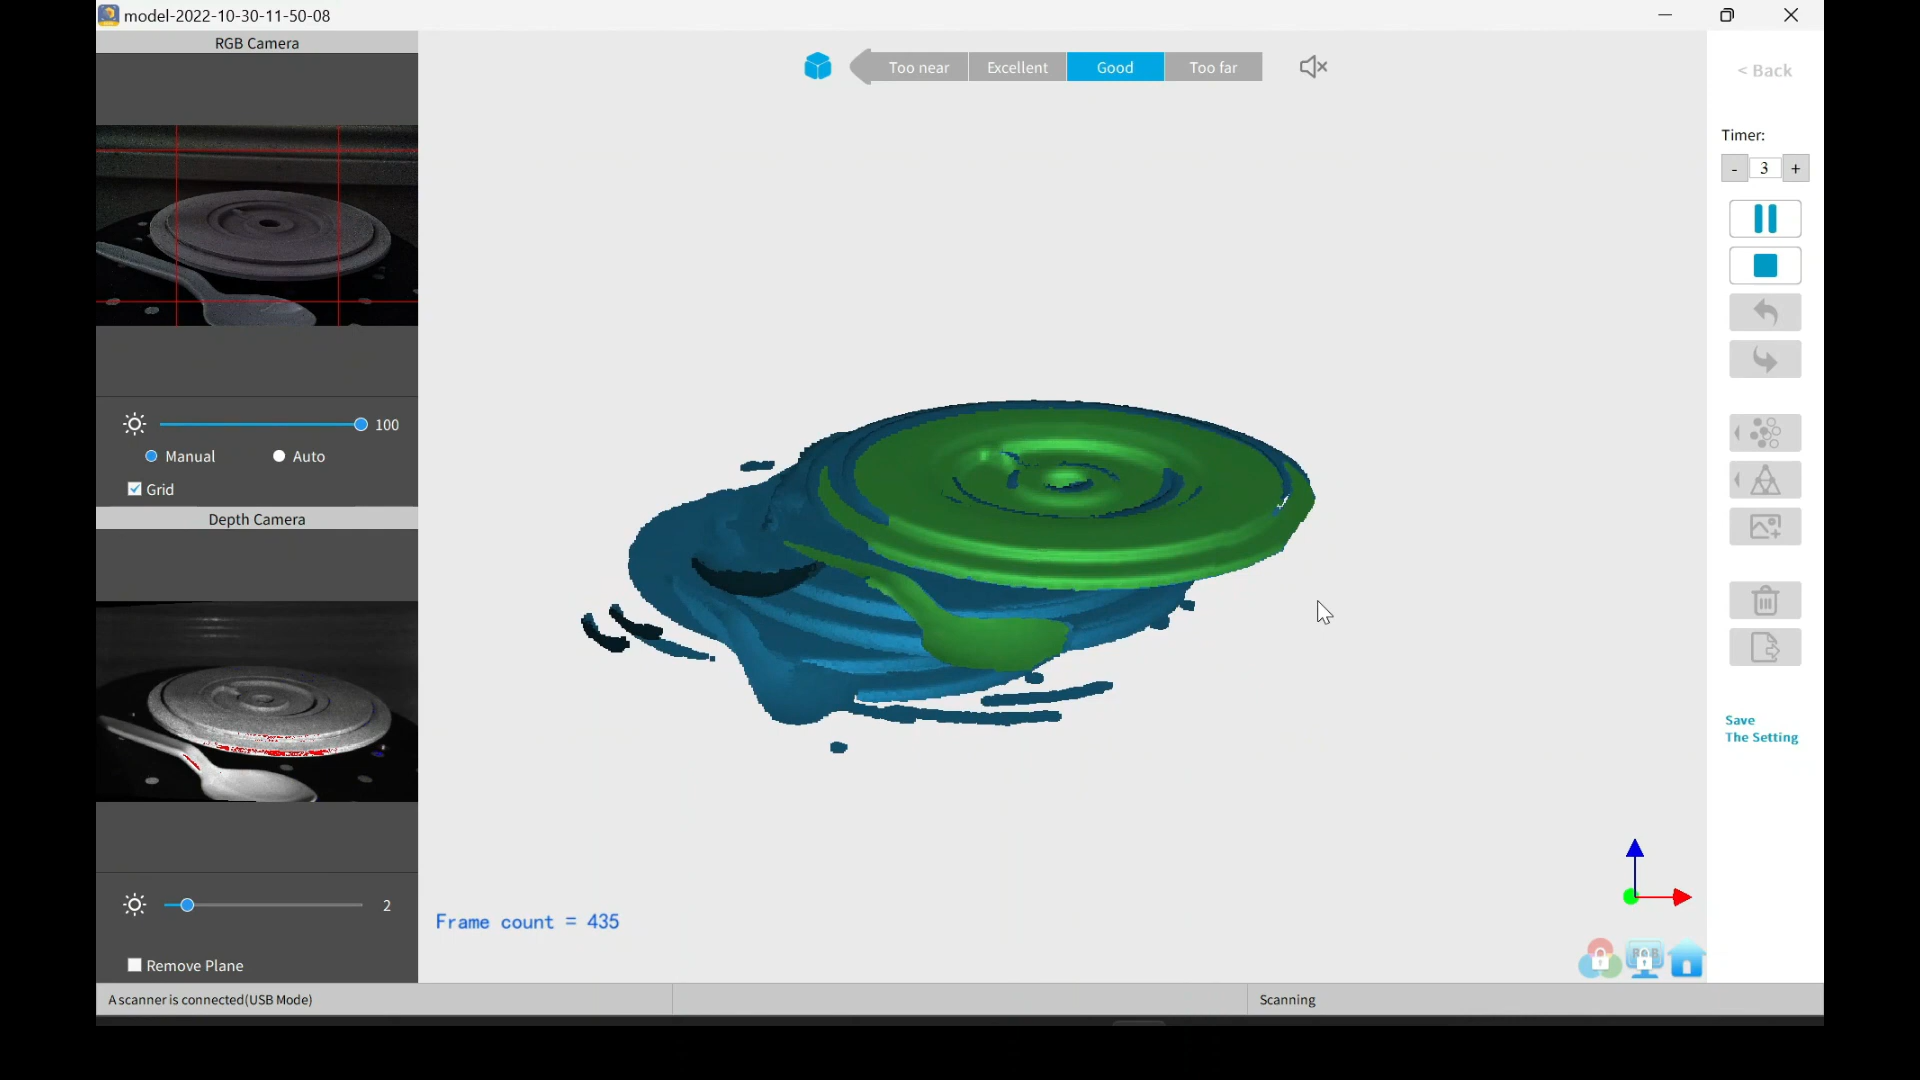 model-2022-10-30-11-50-08
RGB Camera
Too near
Excellent
Good
Too far
< Back
Timer:
- 3 +
100
Manual
Auto
Grid
Depth Camera
Save
The Setting
2
Frame count = 435
Remove Plane
RGB
A scanner is connected(USB Mode)
Scanning